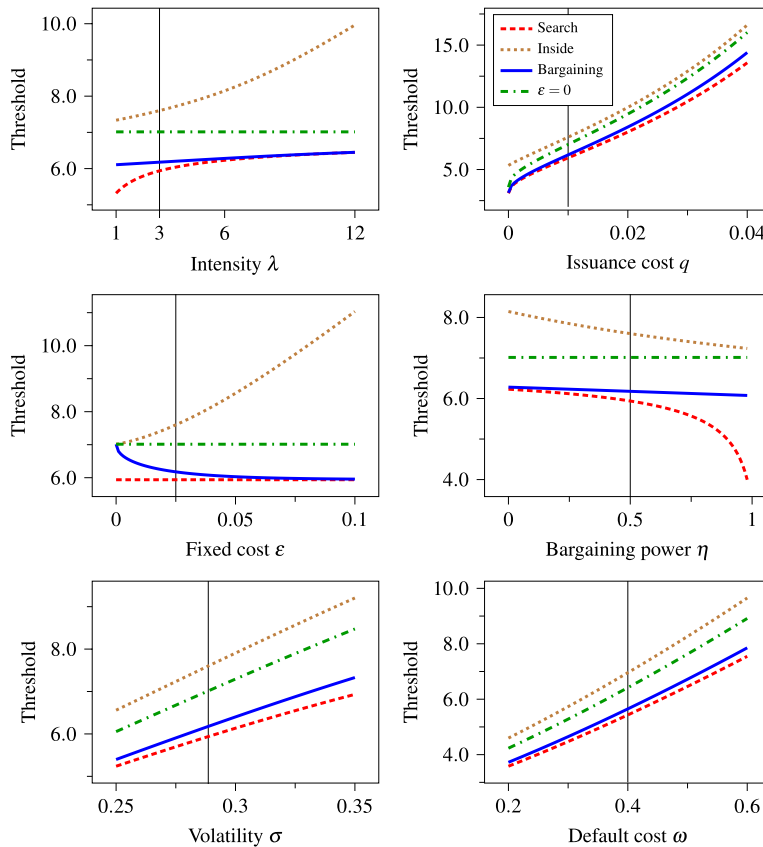 Threshold
10.0
8.0
6.0
1
3
6
12
Intensity λ
Threshold
15.0
10.0
5.0
0
0.02
0.04
Issuance cost q
Search
Inside
Bargaining
ε = 0
Threshold
10.0
8.0
6.0
0
0.05
0.1
Fixed cost ε
Threshold
8.0
6.0
4.0
0
0.5
1
Bargaining power η
Threshold
8.0
6.0
0.25
0.3
0.35
Volatility σ
Threshold
10.0
8.0
6.0
4.0
0.2
0.4
0.6
Default cost ω